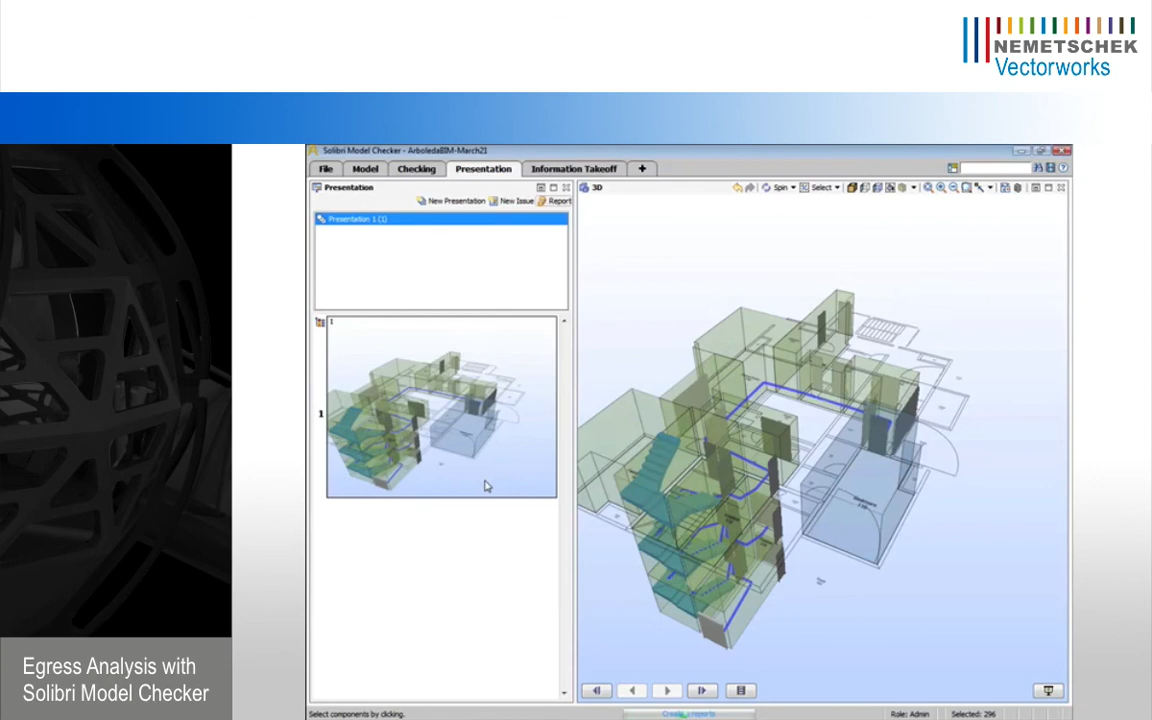 NEMETSCHEK
Vectorworks
Solibri Model Checker - ArboledaBIM-March21
File
Model
Checking
Presentation
Information Takeoff
+
Presentation
3D
Spin
Select
New Presentation
New Issue
Report
Presentation 1 (1)
1
1
Egress Analysis with
Solibri Model Checker
Select components by clicking.
Role: Admin
Selected: 296